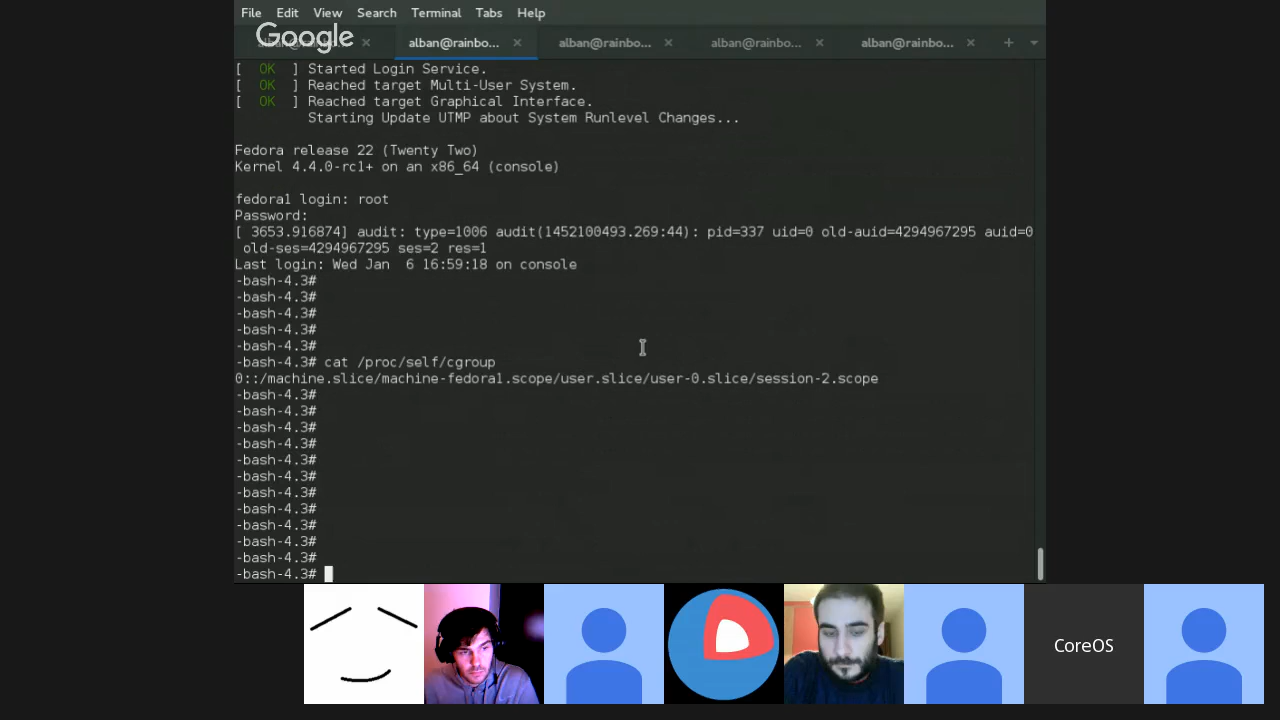 File Edit View Search Terminal Tabs Help
Google
alban@rainbo... alban@rainbo... alban@rainbo... alban@rainbo...
[ OK ] Started Login Service.
[ OK ] Reached target Multi-User System.
[ OK ] Reached target Graphical Interface.
Starting Update UTMP about System Runlevel Changes...
Fedora release 22 (Twenty Two)
Kernel 4.4.0-rc1+ on an x86_64 (console)
fedora1 login: root
Password:
[ 3653.916874] audit: type=1006 audit(1452100493.269:44): pid=337 uid=0 old-auid=4294967295 auid=0
old-ses=4294967295 ses=2 res=1
Last login: Wed Jan 6 16:59:18 on console
-bash-4.3#
-bash-4.3#
-bash-4.3#
-bash-4.3#
-bash-4.3#
-bash-4.3# cat /proc/self/cgroup
0::/machine.slice/machine-fedora1.scope/user.slice/user-0.slice/session-2.scope
-bash-4.3#
-bash-4.3#
-bash-4.3#
-bash-4.3#
-bash-4.3#
-bash-4.3#
-bash-4.3#
-bash-4.3#
-bash-4.3#
-bash-4.3#
-bash-4.3#
-bash-4.3#
CoreOS